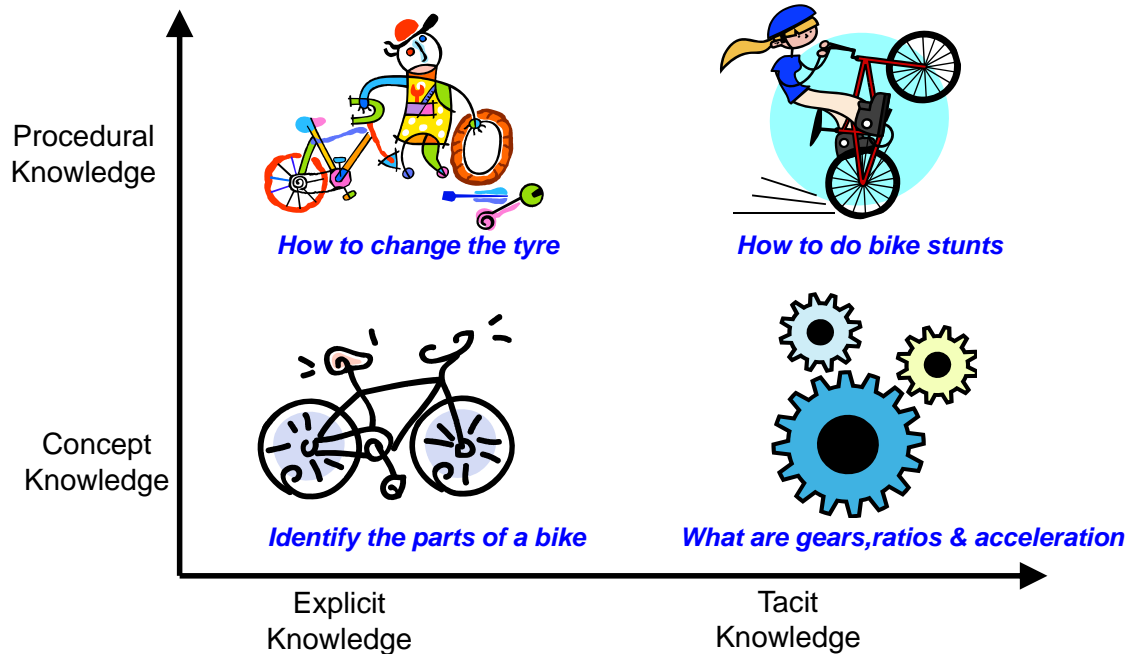 Procedural
Knowledge
How to change the tyre
How to do bike stunts
Concept
Knowledge
Identify the parts of a bike
What are gears,ratios & acceleration
Explicit
Knowledge
Tacit
Knowledge